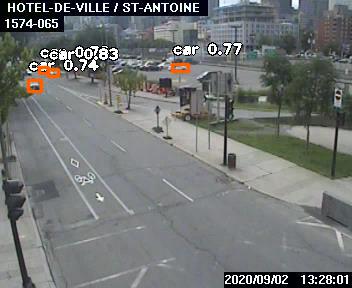 HOTEL-DE-VILLE / ST-ANTOINE
1574-065
car 0.83
car 0.77
car 0.74
2020/09/02 13:28:01